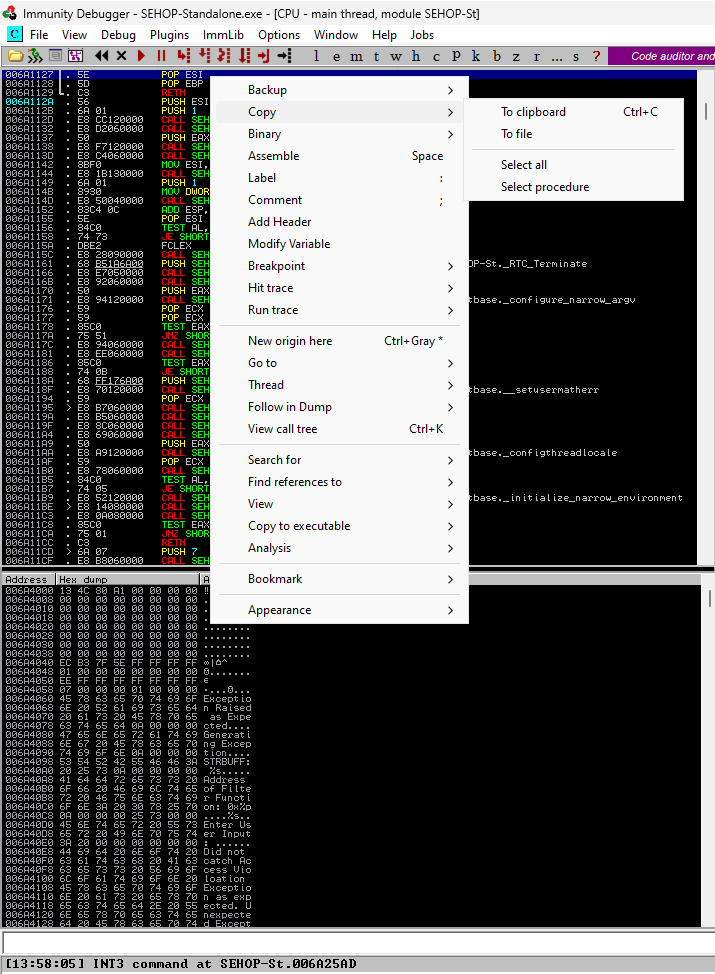 Immunity Debugger - SEHOP-Standalone.exe - [CPU - main thread, module SEHOP-St]
C File View Debug Plugins ImmLib Options Window Help Jobs
l e m t w h c p k b z r ... s ? Code auditor and
006A1127 . 5E POP ESI
006A1128 . 5D POP EBP
006A1129 . C3 RETN
006A112A . 56 PUSH ESI
006A112B . 6A 01 PUSH 1
006A112D . E8 CC120000 CALL SEH
006A1132 . E8 D2060000 CALL SEH
006A1137 . 50 PUSH EAX
006A1138 . E8 F7120000 CALL SEH
006A113D . E8 C4060000 CALL SEH
006A1142 . 8BF0 MOV ESI,
006A1144 . E8 1B130000 CALL SEH
006A1149 . 6A 01 PUSH 1
006A114B . 8930 MOV DWOR
006A114D . E8 50040000 CALL SEH
006A1152 . 83C4 0C ADD ESP,
006A1155 . 5E POP ESI
006A1156 . 84C0 TEST AL,
006A1158 . 74 73 JE SHORT
006A115A . DBE2 FCLEX
006A115C . E8 28090000 CALL SEH
006A1161 . 68 B51A6A00 PUSH SEH OP-St._RTC_Terminate
006A1166 . E8 E7050000 CALL SEH
006A116B . E8 92060000 CALL SEH
006A1170 . 50 PUSH EAX
006A1171 . E8 94120000 CALL SEH tbase._configure_narrow_argv
006A1176 . 59 POP ECX
006A1177 . 59 POP ECX
006A1178 . 85C0 TEST EAX
006A117A . 75 51 JNZ SHOR
006A117C . E8 94060000 CALL SEH
006A1181 . E8 EE060000 CALL SEH
006A1186 . 85C0 TEST EAX
006A1188 . 74 0B JE SHORT
006A118A . 68 FF176A00 PUSH SEH
006A118F . E8 70120000 CALL SEH tbase.__setusermatherr
006A1194 . 59 POP ECX
006A1195 > E8 B7060000 CALL SEH
006A119A . E8 B5060000 CALL SEH
006A119F . E8 8C060000 CALL SEH
006A11A4 . E8 69060000 CALL SEH
006A11A9 . 50 PUSH EAX
006A11AA . E8 A9120000 CALL SEH tbase._configthreadlocale
006A11AF . 59 POP ECX
006A11B0 . E8 78060000 CALL SEH
006A11B5 . 84C0 TEST AL,
006A11B7 . 74 05 JE SHORT
006A11B9 . E8 52120000 CALL SEH tbase._initialize_narrow_environment
006A11BE > E8 14080000 CALL SEH
006A11C3 . E8 0A080000 CALL SEH
006A11C8 . 85C0 TEST EAX
006A11CA . 75 01 JNZ SHOR
006A11CC . C3 RETN
006A11CD > 6A 07 PUSH 7
006A11CF . E8 B8060000 CALL SEH
Backup
Copy
Binary
Assemble Space
Label :
Comment ;
Add Header
Modify Variable
Breakpoint
Hit trace
Run trace
New origin here Ctrl+Gray *
Go to
Thread
Follow in Dump
View call tree Ctrl+K
Search for
Find references to
View
Copy to executable
Analysis
Bookmark
Appearance
To clipboard Ctrl+C
To file
Select all
Select procedure
Address Hex dump A
006A4000 13 4C 80 A1 00 00 00 00
006A4008 00 00 00 00 00 00 00 00
006A4010 00 00 00 00 00 00 00 00 ........
006A4018 00 00 00 00 00 00 00 00 ........
006A4020 00 00 00 00 00 00 00 00 ........
006A4028 00 00 00 00 00 00 00 00 ........
006A4030 00 00 00 00 00 00 00 00 ........
006A4038 00 00 00 00 00 00 00 00 ........
006A4040 EC B3 7F 5E FF FF FF FF
006A4048 01 00 00 00 00 00 00 00
006A4050 EE FF FF FF FF FF FF FF
006A4058 07 00 00 00 01 00 00 00
006A4060 45 78 63 65 70 74 69 6F Exceptio
006A4068 6E 20 52 61 69 73 65 64 n Raised
006A4070 20 61 73 20 45 78 70 65 as Expe
006A4078 63 74 65 64 0A 00 00 00 cted....
006A4080 47 65 6E 65 72 61 74 69 Generati
006A4088 6E 67 20 45 78 63 65 70 ng Excep
006A4090 74 69 6F 6E 0A 00 00 00 tion....
006A4098 53 54 52 42 55 46 46 3A STRBUFF:
006A40A0 20 25 73 0A 00 00 00 00 %s.....
006A40A8 41 64 64 72 65 73 73 20 Address
006A40B0 6F 66 20 46 69 6C 74 65 of Filte
006A40B8 72 20 46 75 6E 63 74 69 r Functi
006A40C0 6F 6E 3A 20 30 78 25 70 on: 0x%p
006A40C8 0A 00 00 00 25 73 00 00 ....%s..
006A40D0 45 6E 74 65 72 20 55 73 Enter Us
006A40D8 65 72 20 49 6E 70 75 74 er Input
006A40E0 3A 20 00 00 00 00 00 00 : ......
006A40E8 44 69 64 20 6E 6F 74 20 Did not
006A40F0 63 61 74 63 68 20 41 63 catch Ac
006A40F8 63 65 73 73 20 56 69 6F cess Vio
006A4100 6C 6F 61 74 69 6F 6E 0A loation
006A4108 45 78 63 65 70 74 69 6F Exceptio
006A4110 6E 20 61 73 20 65 78 70 n as exp
006A4118 65 63 74 65 64 2E 20 55 ected. U
006A4120 6E 65 78 70 65 63 74 65 nexpecte
006A4128 64 20 45 78 63 65 70 74 d Except
[13:58:05] INT3 command at SEHOP-St.006A25AD